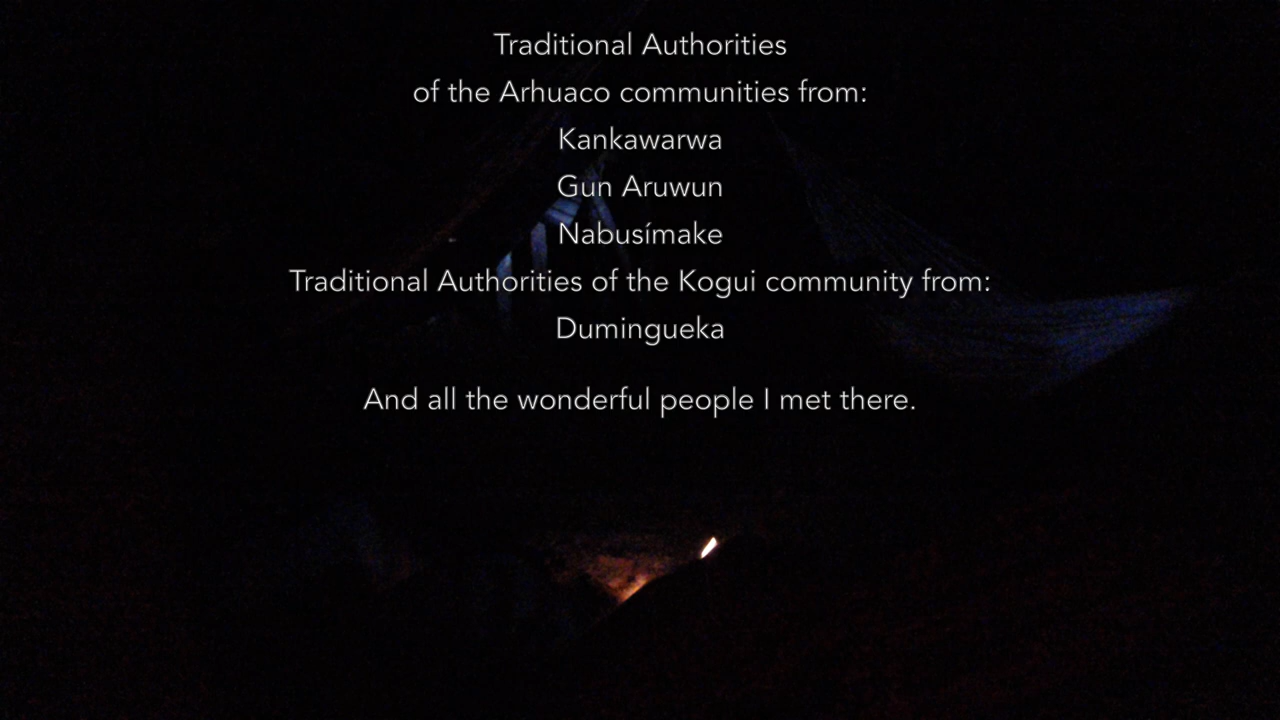 Traditional Authorities
of the Arhuaco communities from:
Kankawarwa
Gun Aruwun
Nabusímake
Traditional Authorities of the Kogui community from:
Dumingueka
And all the wonderful people I met there.